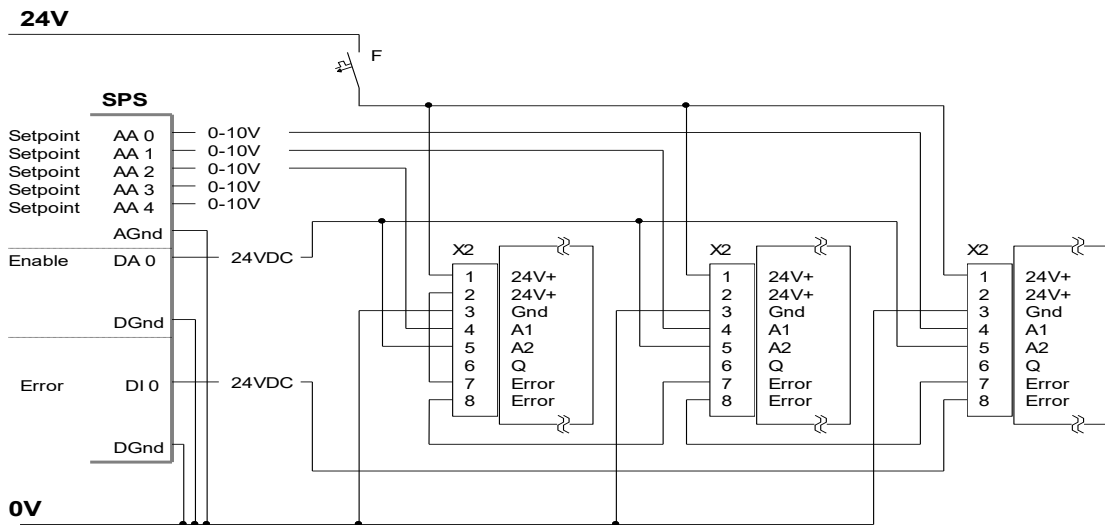 24V
F
SPS
Setpoint AA 0 0-10V
Setpoint AA 1 0-10V
Setpoint AA 2 0-10V
Setpoint AA 3 0-10V
Setpoint AA 4 0-10V
AGnd
Enable DA 0 24VDC
DGnd
Error DI 0 24VDC
DGnd
0V
X2
1 24V+
2 24V+
3 Gnd
4 A1
5 A2
6 Q
7 Error
8 Error
X2
1 24V+
2 24V+
3 Gnd
4 A1
5 A2
6 Q
7 Error
8 Error
X2
1 24V+
2 24V+
3 Gnd
4 A1
5 A2
6 Q
7 Error
8 Error